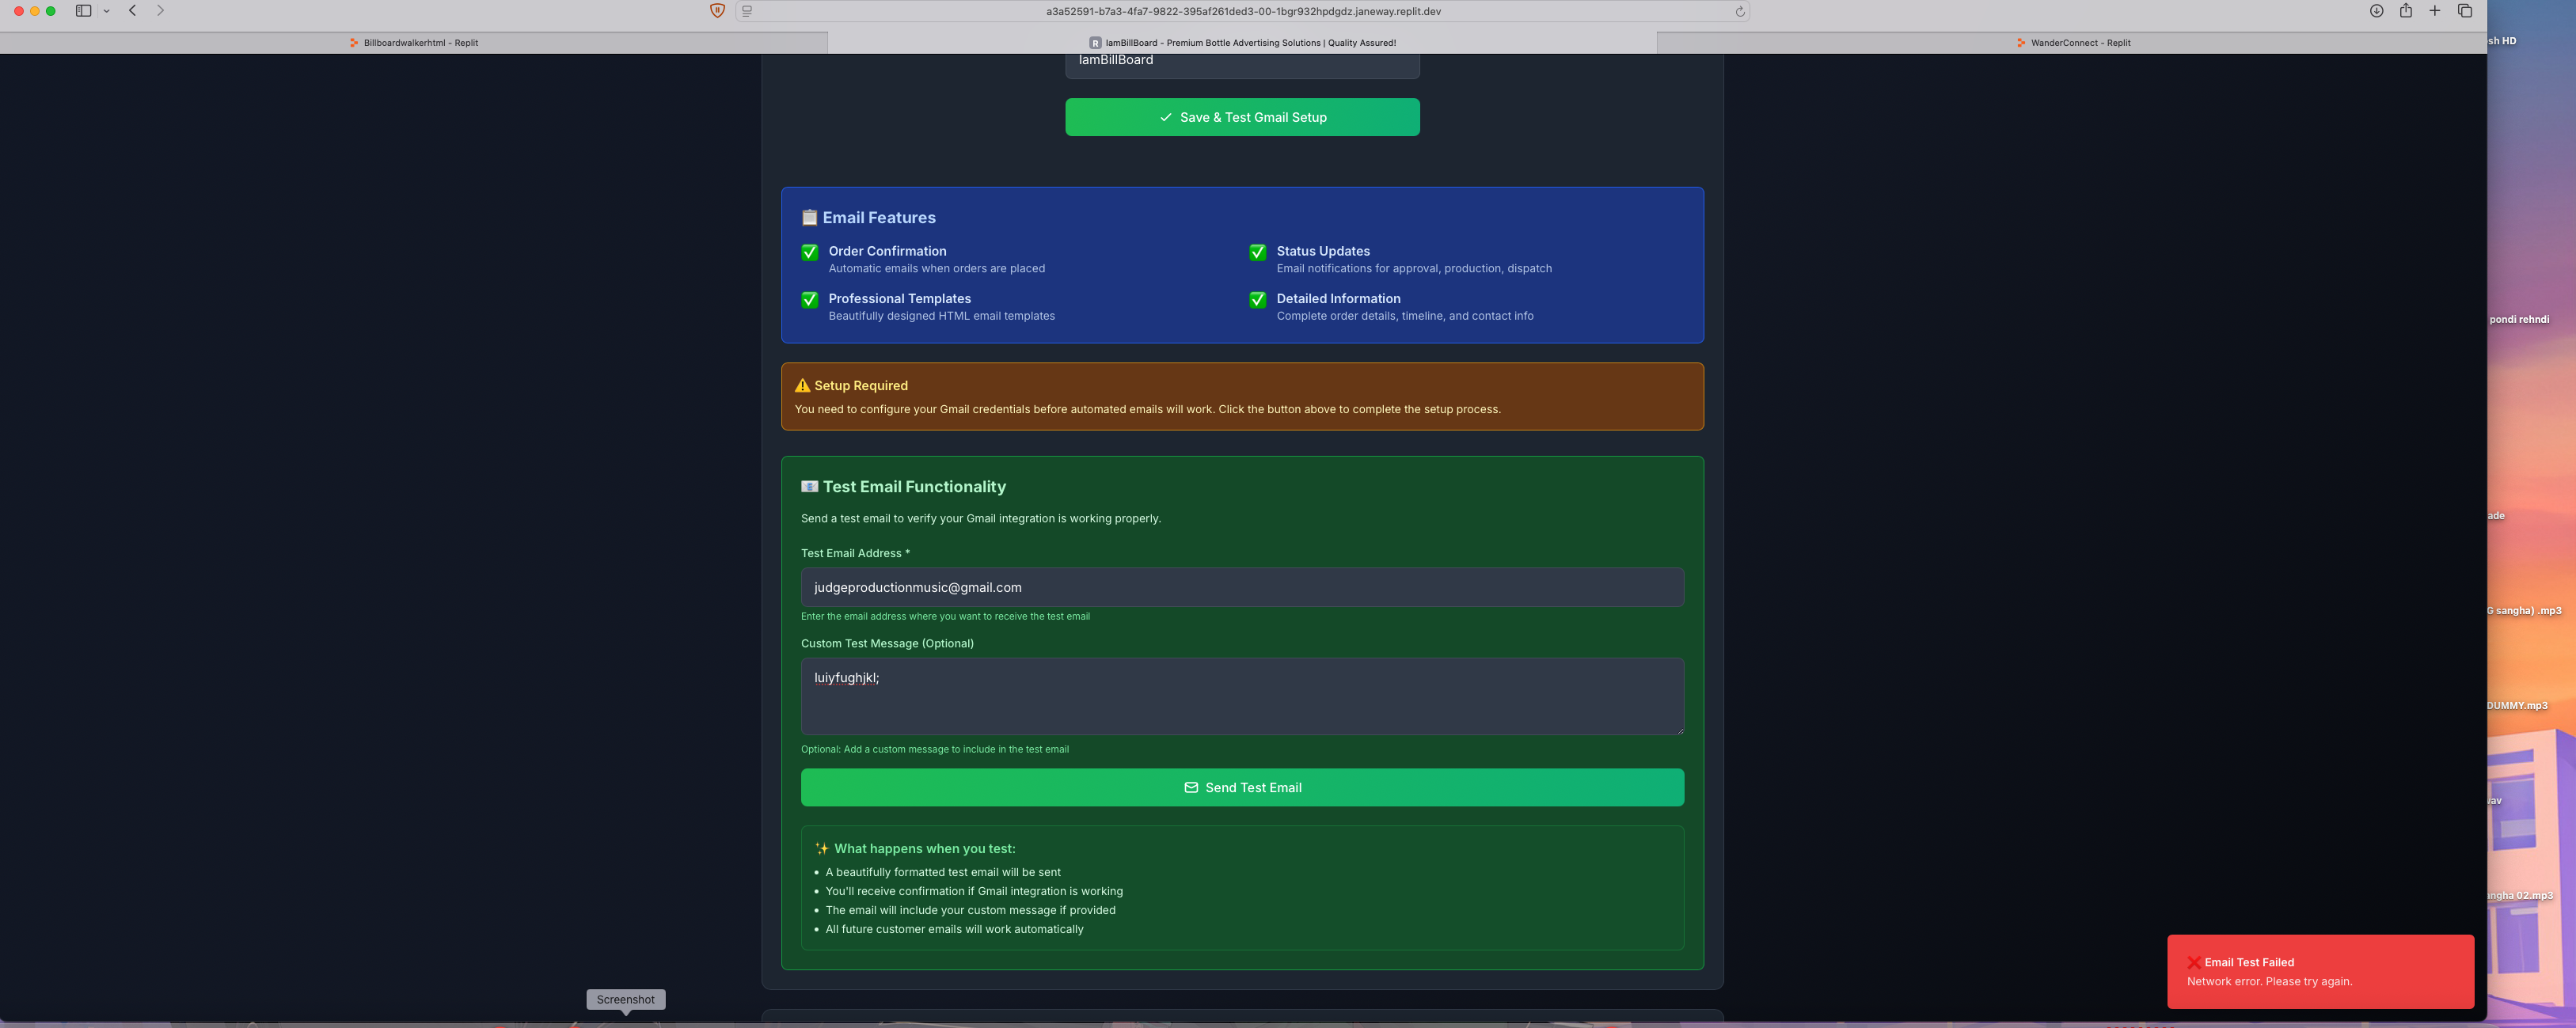 a3a52591-b7a3-4fa7-9822-395af261ded3-00-1bgr932hpdgdz.janeway.replit.dev
Billboardwalkerhtml - Replit
R IamBillBoard - Premium Bottle Advertising Solutions | Quality Assured!
WanderConnect - Replit
IamBillBoard
Save & Test Gmail Setup
Email Features
Order Confirmation
Automatic emails when orders are placed
Status Updates
Email notifications for approval, production, dispatch
Professional Templates
Beautifully designed HTML email templates
Detailed Information
Complete order details, timeline, and contact info
Setup Required
You need to configure your Gmail credentials before automated emails will work. Click the button above to complete the setup process.
Test Email Functionality
Send a test email to verify your Gmail integration is working properly.
Test Email Address *
judgeproductionmusic@gmail.com
Enter the email address where you want to receive the test email
Custom Test Message (Optional)
luiyfughjkl;
Optional: Add a custom message to include in the test email
Send Test Email
What happens when you test:
• A beautifully formatted test email will be sent
• You'll receive confirmation if Gmail integration is working
• The email will include your custom message if provided
• All future customer emails will work automatically
Email Test Failed
Network error. Please try again.
Screenshot
sh HD
pondi rehndi
ade
G sangha) .mp3
DUMMY.mp3
wav
angha 02.mp3